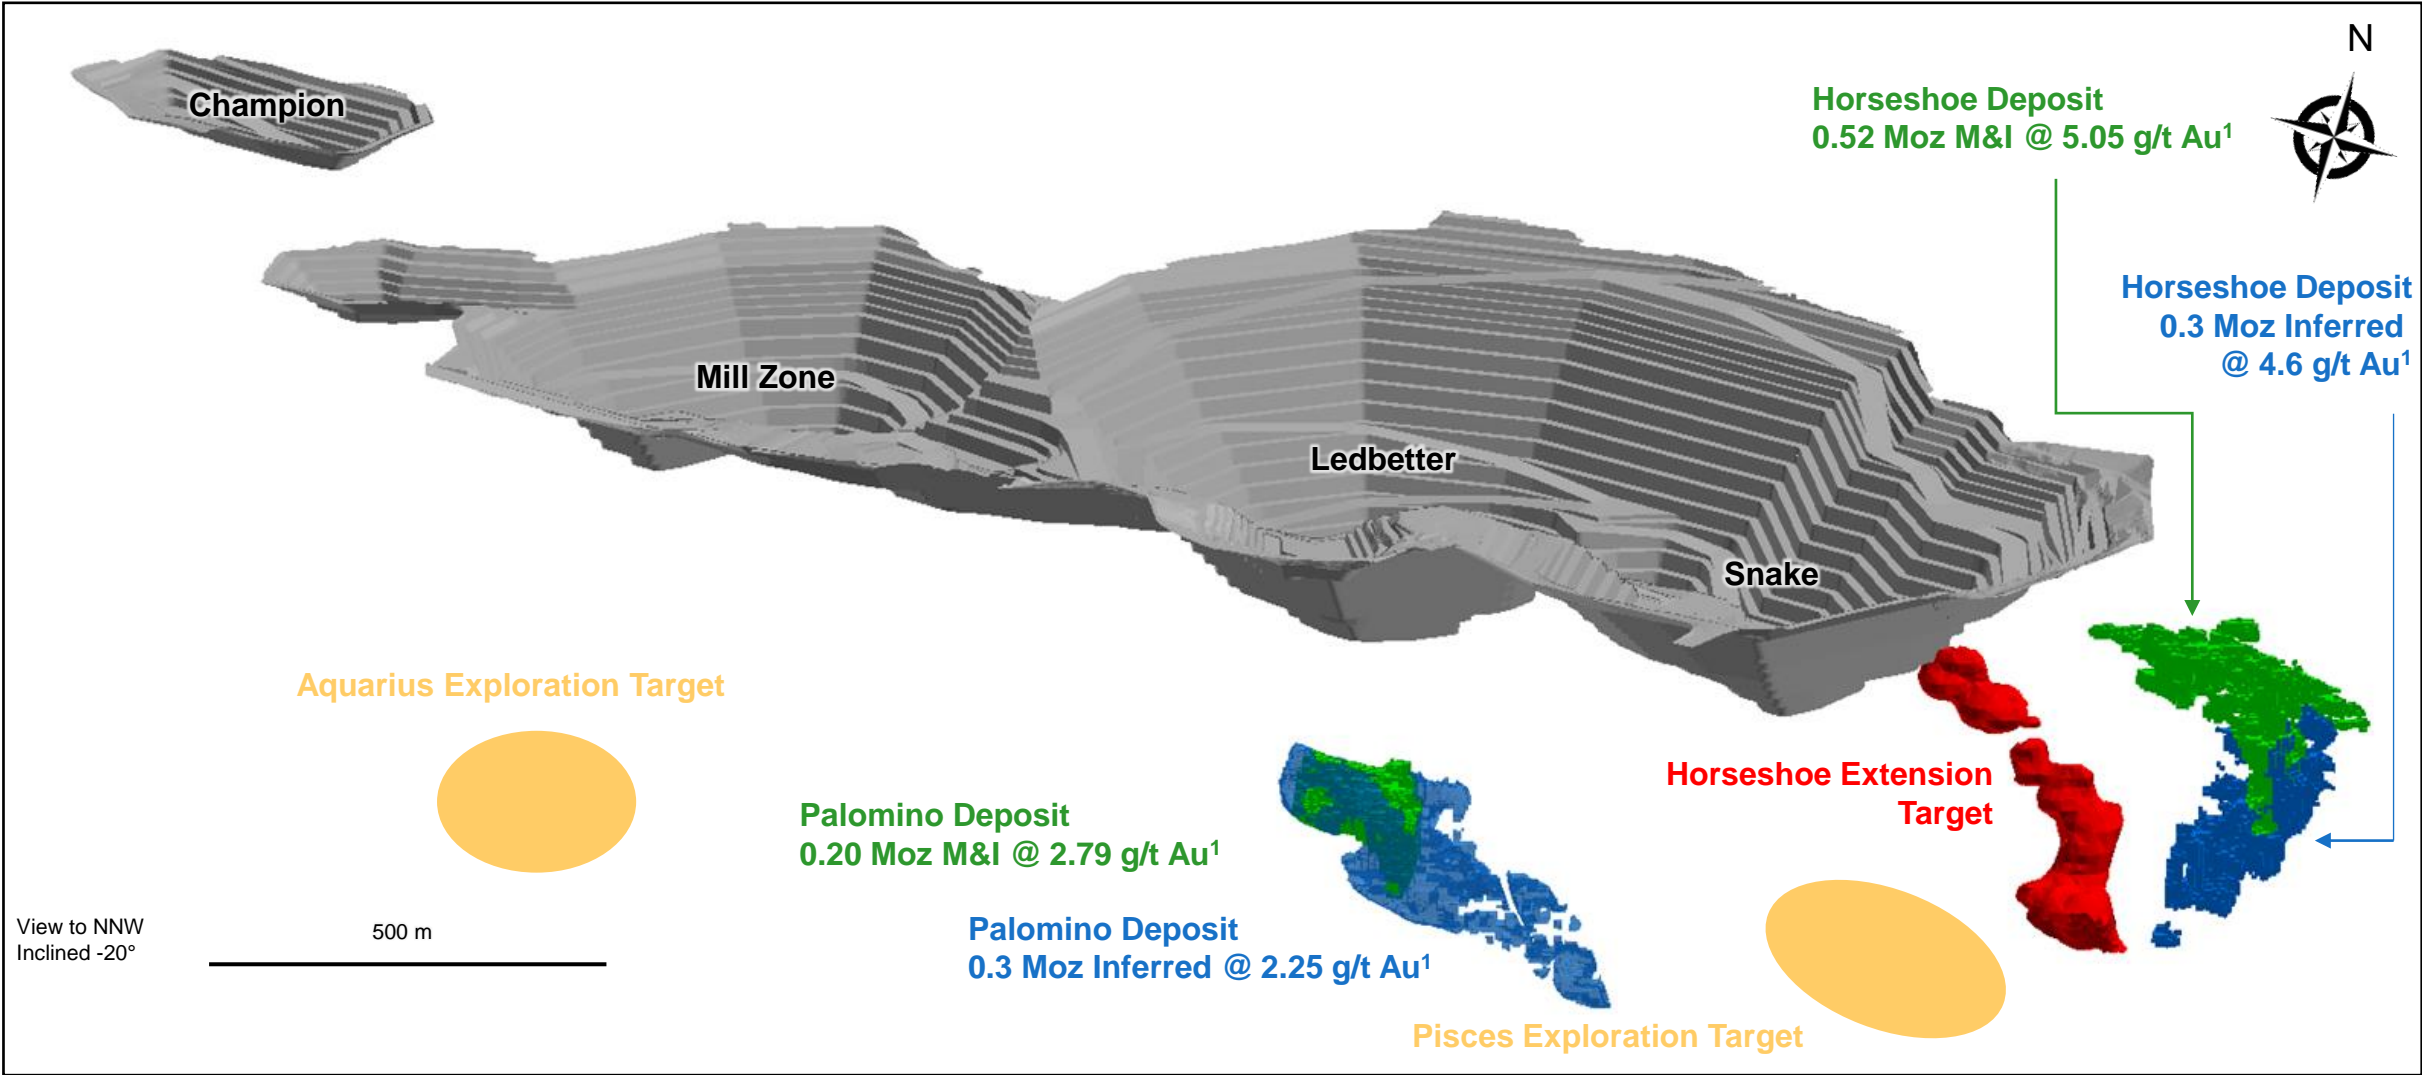 N
Champion
Horseshoe Deposit
0.52 Moz M&I @ 5.05 g/t Au¹
Horseshoe Deposit
0.3 Moz Inferred
@ 4.6 g/t Au¹
Mill Zone
Ledbetter
Snake
Aquarius Exploration Target
Horseshoe Extension
Target
Palomino Deposit
0.20 Moz M&I @ 2.79 g/t Au¹
Palomino Deposit
0.3 Moz Inferred @ 2.25 g/t Au¹
View to NNW
Inclined -20°
500 m
Pisces Exploration Target